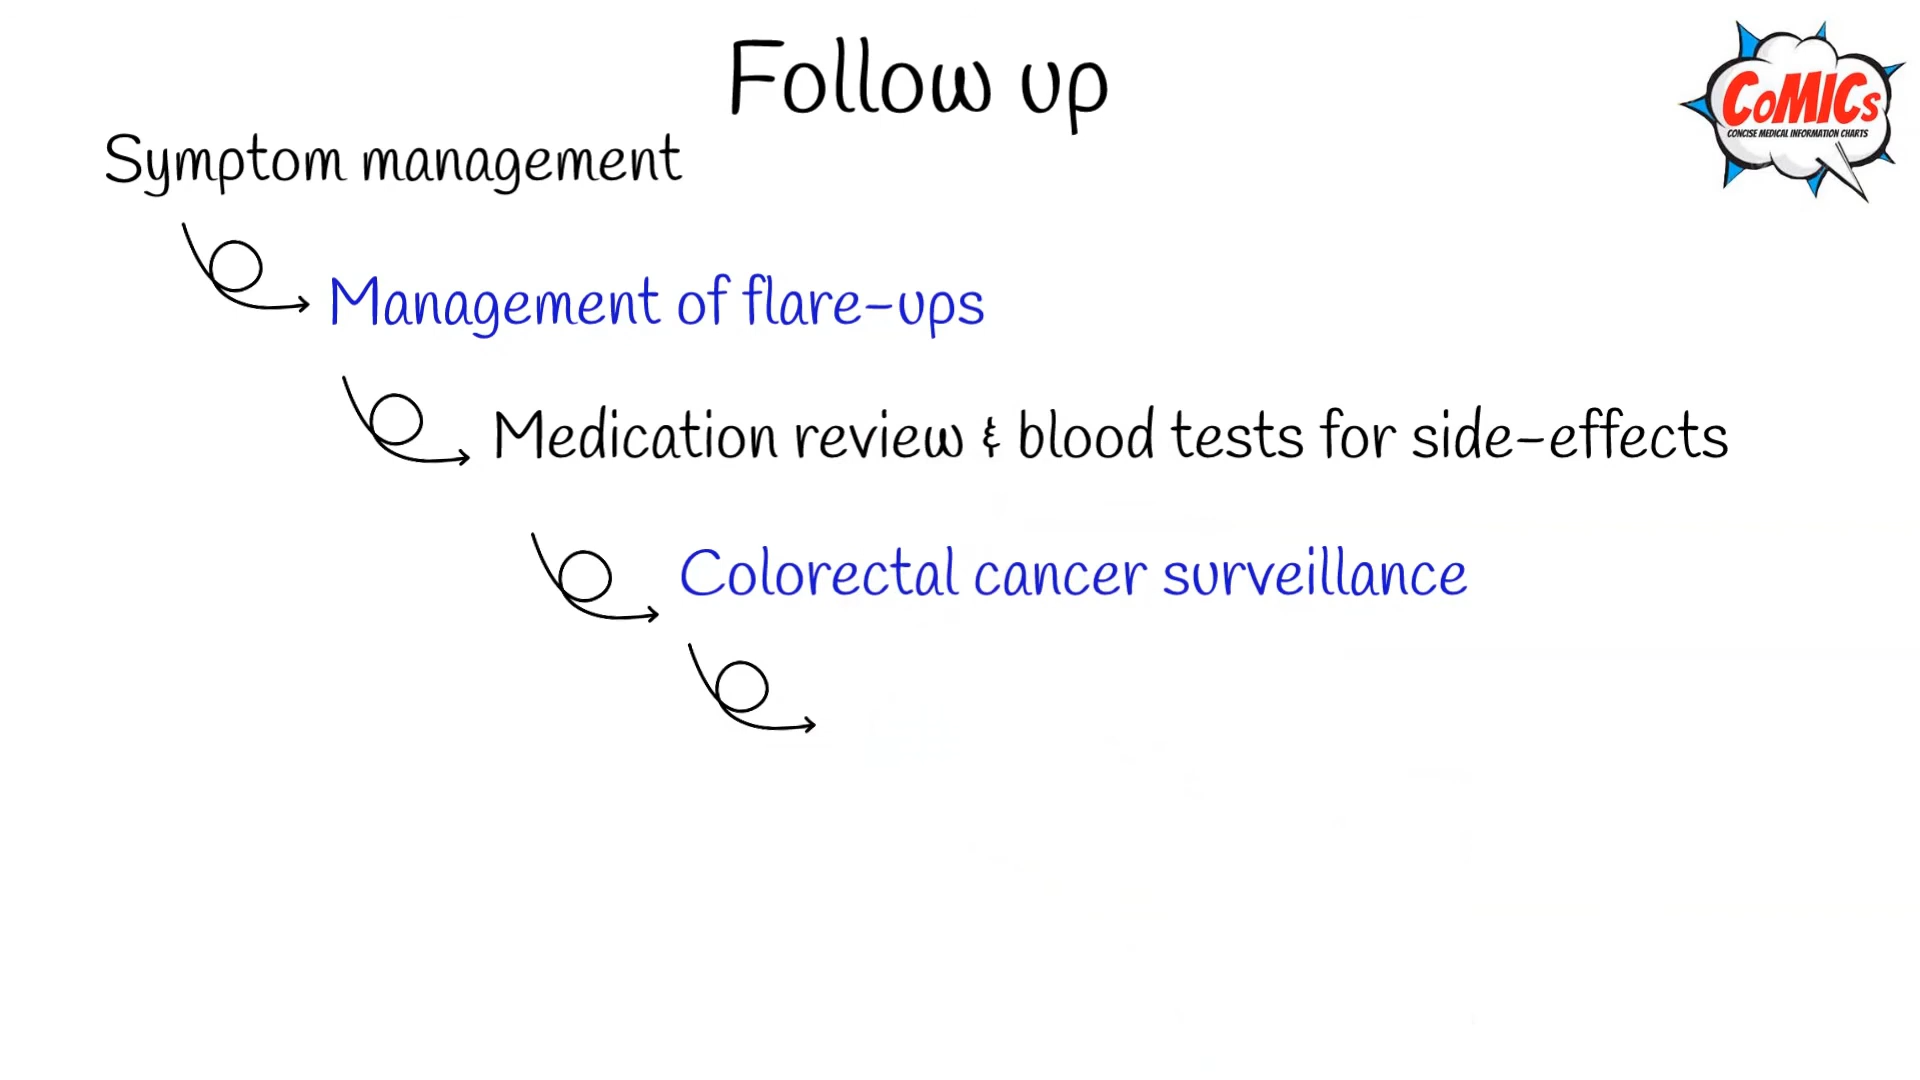 Follow up
CoMICs
CONCISE MEDICAL INFORMATION CHARTS
Symptom management
Management of flare-ups
Medication review & blood tests for side-effects
Colorectal cancer surveillance